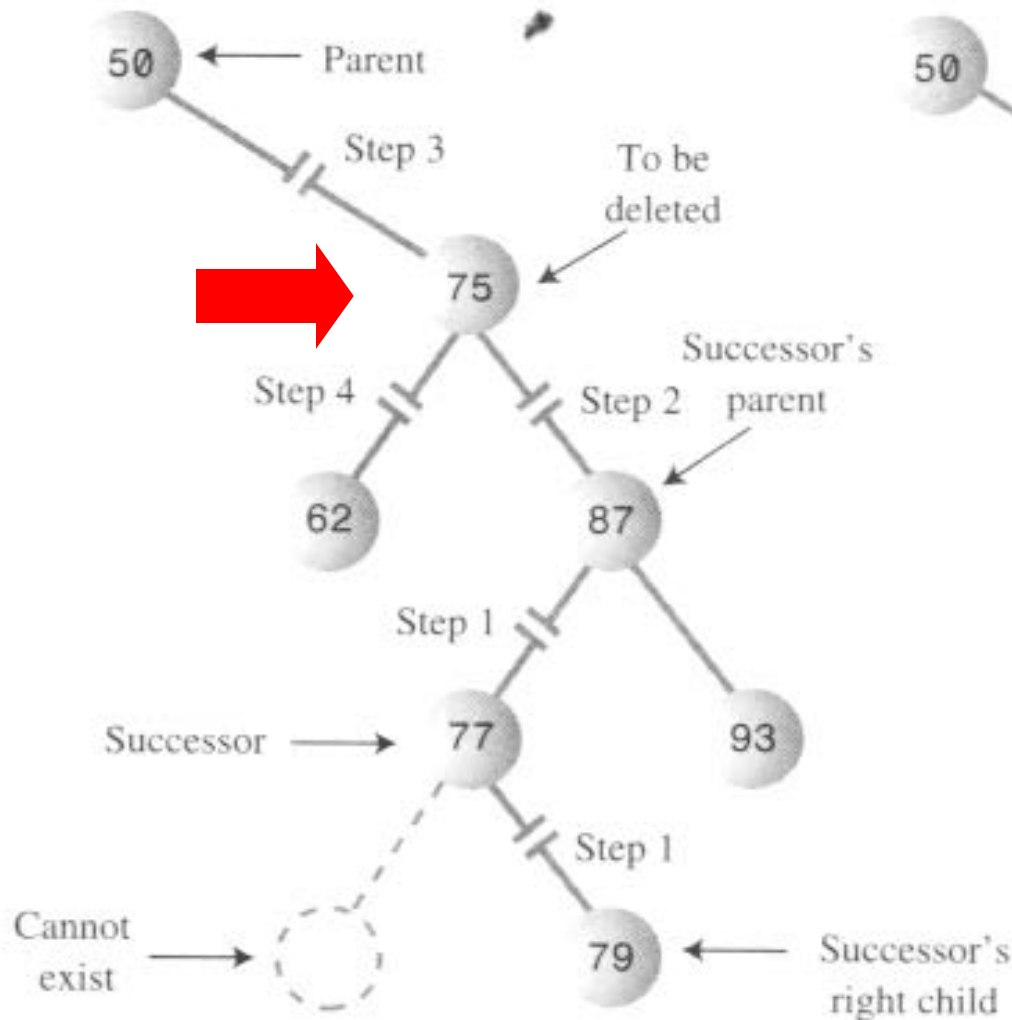 50
Parent
50
Step 3
To be
deleted
75
Successor's
parent
Step 4
Step 2
62
87
Step 1
Successor
77
93
Step 1
Cannot
exist
79
Successor's
right child